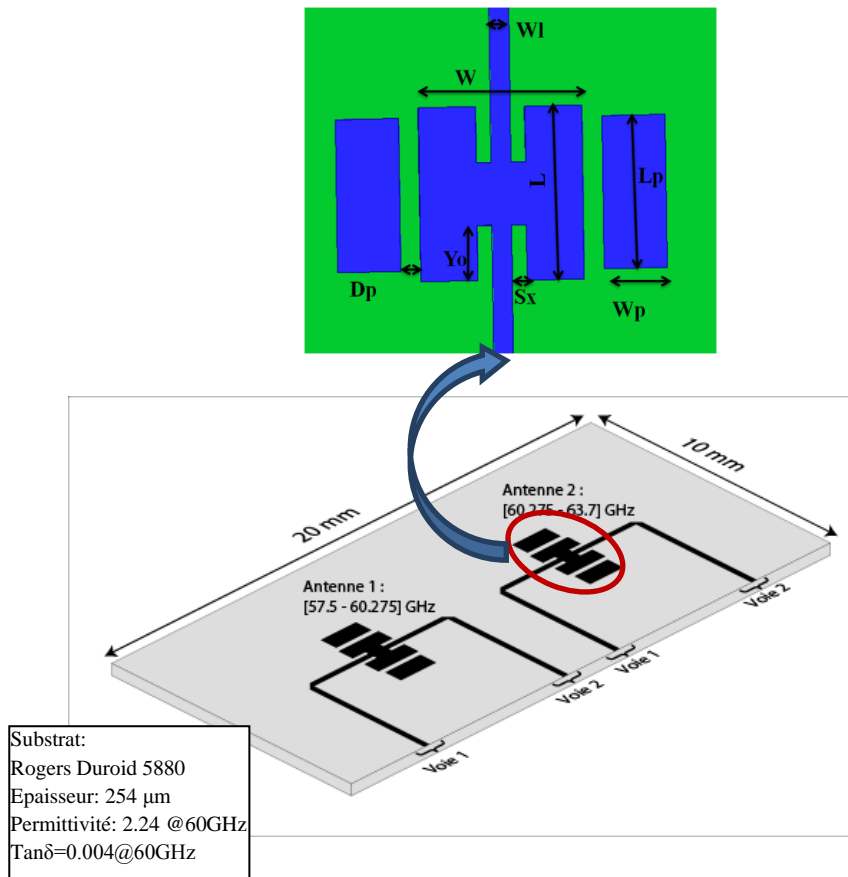 Wl
W
L
Lp
Yo
Dp
Sx
Wp
20 mm
10 mm
Antenne 2 :
[60.275 - 63.7] GHz
Antenne 1 :
[57.5 - 60.275] GHz
Voie 2
Voie 1
Voie 2
Voie 1
Substrat:
Rogers Duroid 5880
Epaisseur: 254 µm
Permittivité: 2.24 @60GHz
Tanδ=0.004@60GHz